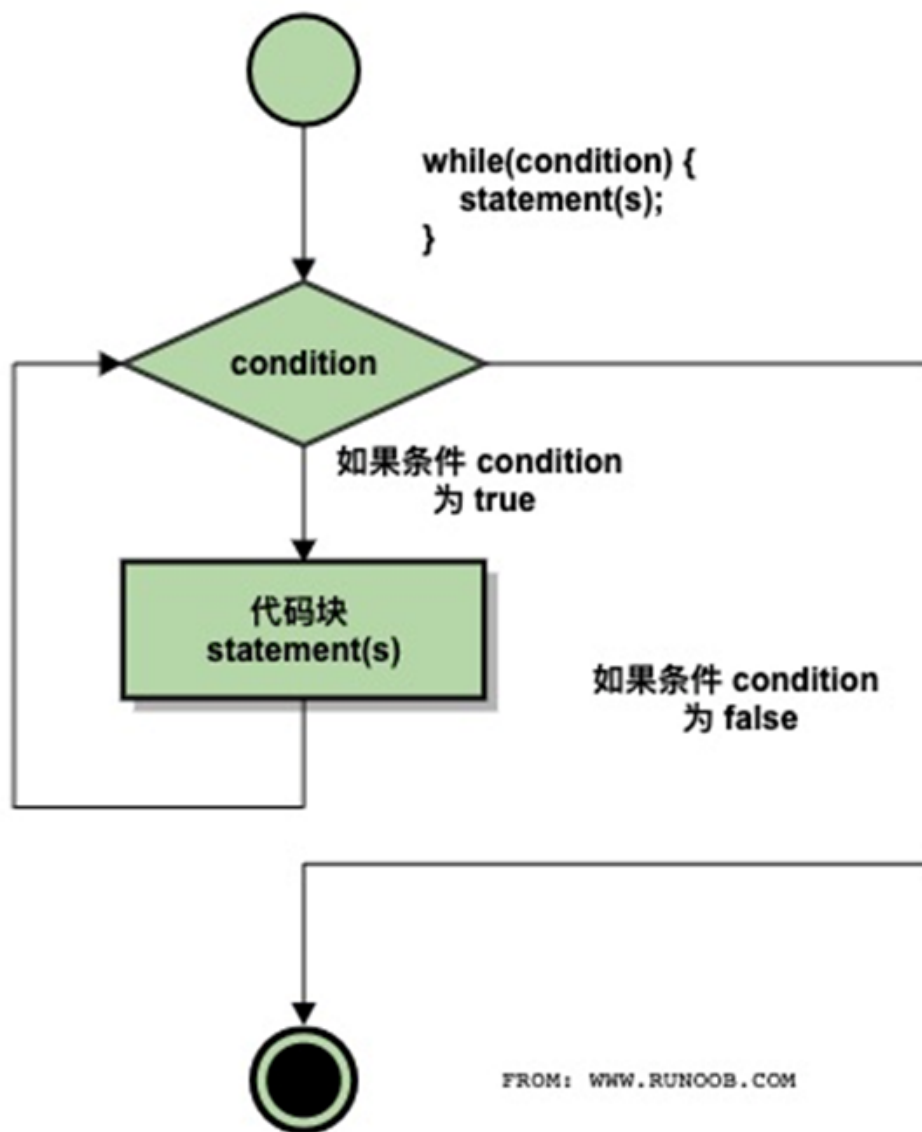 while(condition) {
statement(s);
}
condition
如果条件 condition
为 true
代码块
statement(s)
如果条件 condition
为 false
FROM: WWW.RUNOOB.COM